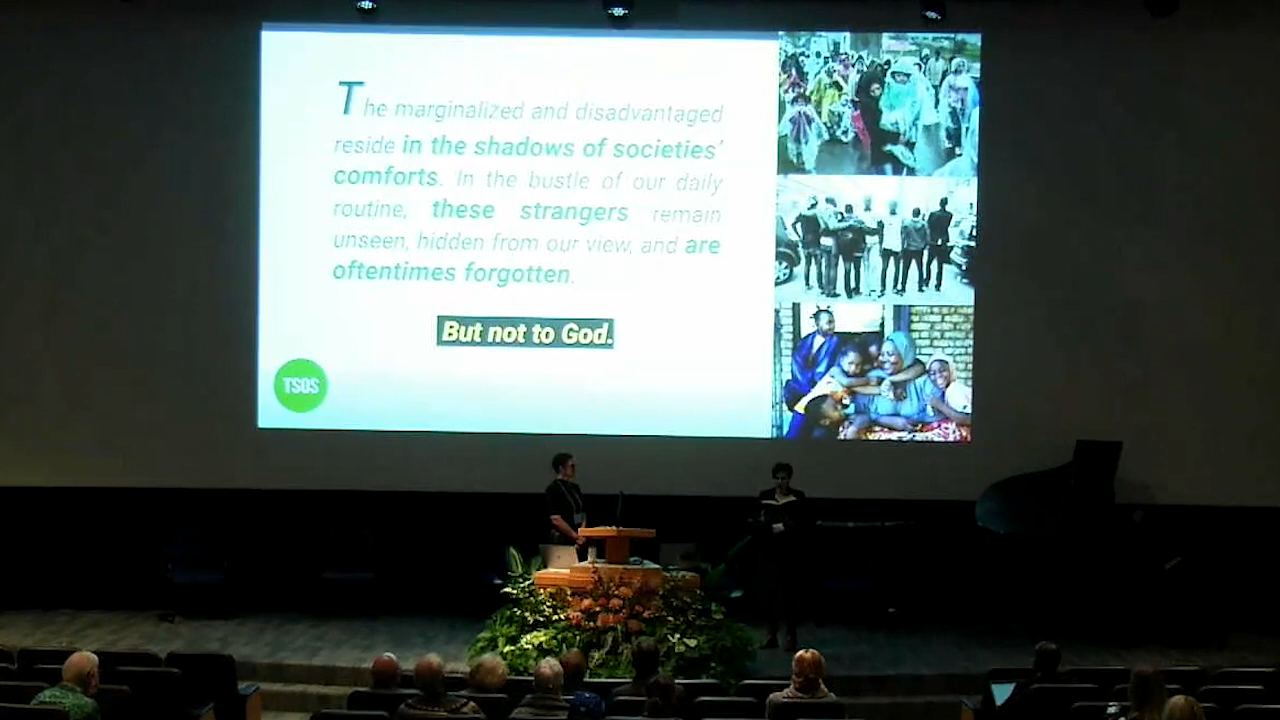 The marginalized and disadvantaged
reside in the shadows of societies'
comforts. In the bustle of our daily
routine, these strangers remain
unseen, hidden from our view, and are
oftentimes forgotten.
But not to God.
TSOS